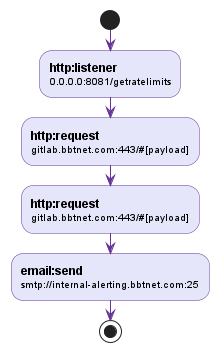 http:listener
0.0.0.0:8081/getratelimits
http:request
gitlab.bbtnet.com:443/#[payload]
http:request
gitlab.bbtnet.com:443/#[payload]
email:send
smtp://internal-alerting.bbtnet.com:25